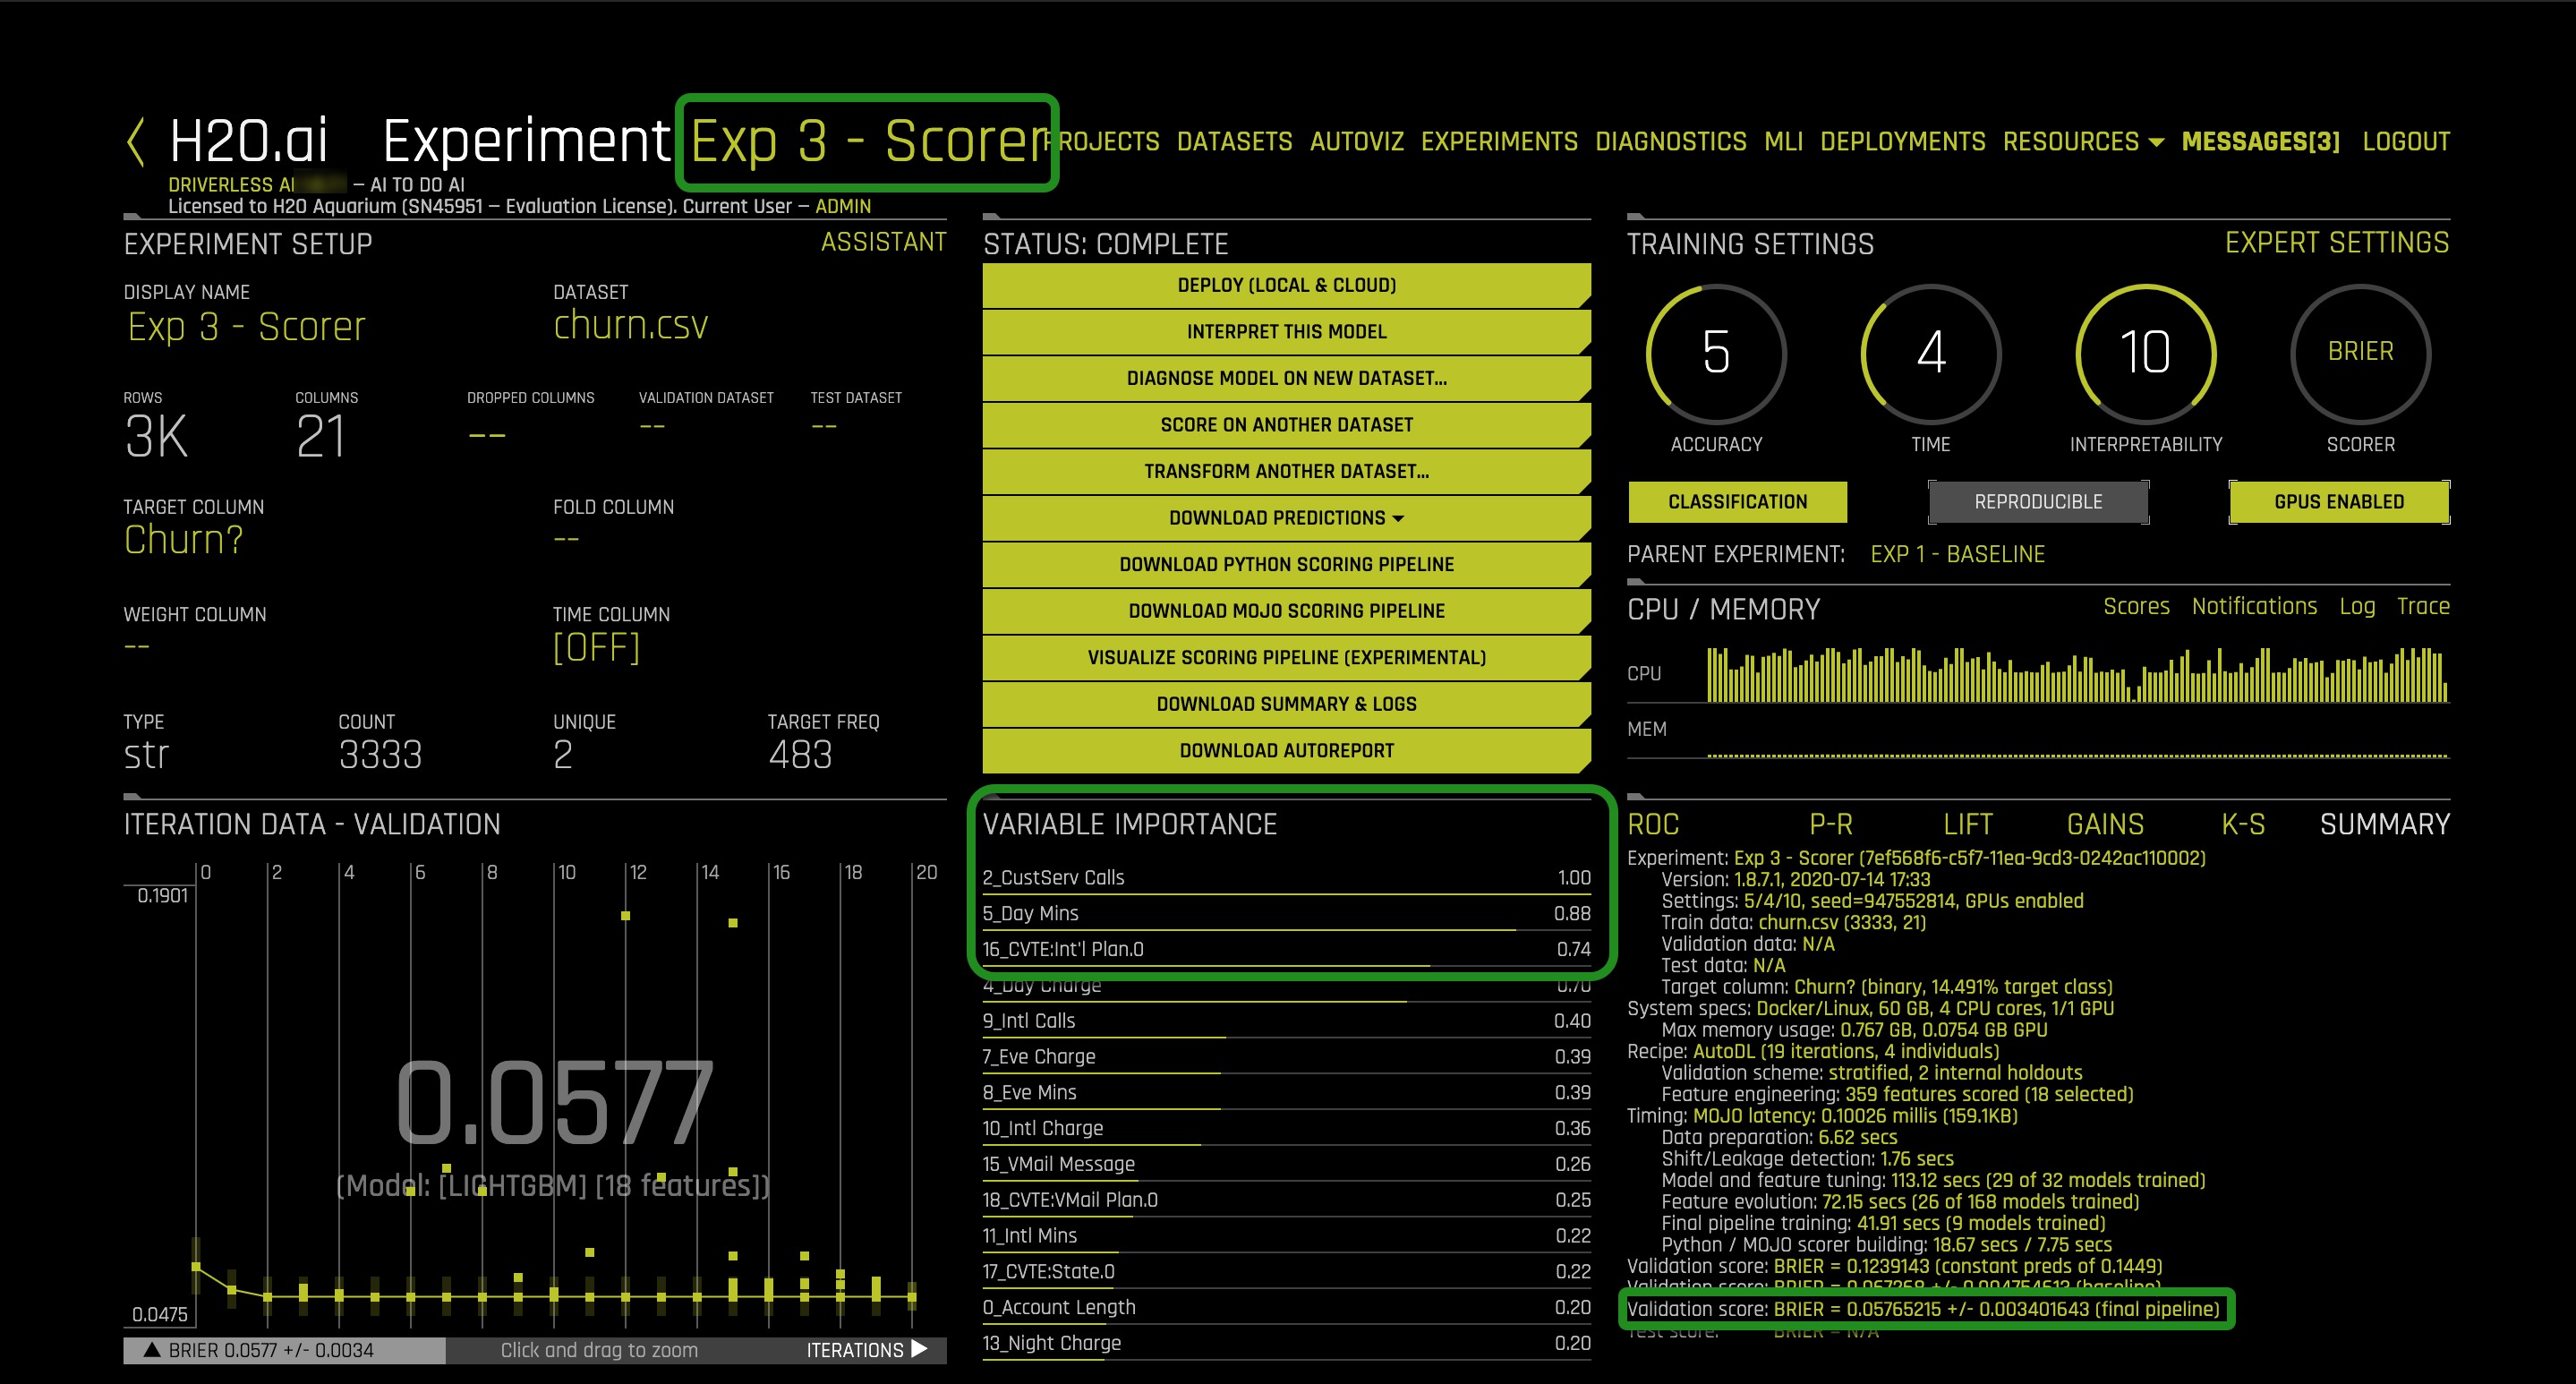 H2O.ai Experiment Exp 3 - Scorer
PROJECTS DATASETS AUTOVIZ EXPERIMENTS DIAGNOSTICS MLI DEPLOYMENTS RESOURCES MESSAGES[3] LOGOUT
DRIVERLESS AI — AI TO DO AI
Licensed to H2O Aquarium (SN45951 — Evaluation License). Current User — ADMIN
EXPERIMENT SETUP ASSISTANT
DISPLAY NAME DATASET
Exp 3 - Scorer churn.csv
ROWS COLUMNS DROPPED COLUMNS VALIDATION DATASET TEST DATASET
3K 21 -- -- --
TARGET COLUMN FOLD COLUMN
Churn? --
WEIGHT COLUMN TIME COLUMN
-- [OFF]
TYPE COUNT UNIQUE TARGET FREQ
str 3333 2 483
STATUS: COMPLETE
DEPLOY (LOCAL & CLOUD)
INTERPRET THIS MODEL
DIAGNOSE MODEL ON NEW DATASET...
SCORE ON ANOTHER DATASET
TRANSFORM ANOTHER DATASET...
DOWNLOAD PREDICTIONS
DOWNLOAD PYTHON SCORING PIPELINE
DOWNLOAD MOJO SCORING PIPELINE
VISUALIZE SCORING PIPELINE (EXPERIMENTAL)
DOWNLOAD SUMMARY & LOGS
DOWNLOAD AUTOREPORT
TRAINING SETTINGS EXPERT SETTINGS
5 4 10 BRIER
ACCURACY TIME INTERPRETABILITY SCORER
CLASSIFICATION REPRODUCIBLE GPUS ENABLED
PARENT EXPERIMENT: EXP 1 - BASELINE
CPU / MEMORY Scores Notifications Log Trace
CPU
MEM
ITERATION DATA - VALIDATION
0 2 4 6 8 10 12 14 16 18 20
0.1901
0.0577
(Model: [LIGHTGBM] [18 features])
0.0475
BRIER 0.0577 +/- 0.0034 Click and drag to zoom ITERATIONS
VARIABLE IMPORTANCE
2_CustServ Calls 1.00
5_Day Mins 0.88
16_CVTE:Int'l Plan.0 0.74
4_Day Charge 0.70
9_Intl Calls 0.40
7_Eve Charge 0.39
8_Eve Mins 0.39
10_Intl Charge 0.36
15_VMail Message 0.26
18_CVTE:VMail Plan.0 0.25
11_Intl Mins 0.22
17_CVTE:State.0 0.22
0_Account Length 0.20
13_Night Charge 0.20
ROC P-R LIFT GAINS K-S SUMMARY
Experiment: Exp 3 - Scorer (7ef568f6-c5f7-11ea-9cd3-0242ac110002)
Version: 1.8.7.1, 2020-07-14 17:33
Settings: 5/4/10, seed=947552814, GPUs enabled
Train data: churn.csv (3333, 21)
Validation data: N/A
Test data: N/A
Target column: Churn? (binary, 14.491% target class)
System specs: Docker/Linux, 60 GB, 4 CPU cores, 1/1 GPU
Max memory usage: 0.767 GB, 0.0754 GB GPU
Recipe: AutoDL (19 iterations, 4 individuals)
Validation scheme: stratified, 2 internal holdouts
Feature engineering: 359 features scored (18 selected)
Timing: MOJO latency: 0.10026 millis (159.1KB)
Data preparation: 6.62 secs
Shift/Leakage detection: 1.76 secs
Model and feature tuning: 113.12 secs (29 of 32 models trained)
Feature evolution: 72.15 secs (26 of 168 models trained)
Final pipeline training: 41.91 secs (9 models trained)
Python / MOJO scorer building: 18.67 secs / 7.75 secs
Validation score: BRIER = 0.1239143 (constant preds of 0.1449)
Validation score: BRIER = 0.057268 +/- 0.004754613 (baseline)
Validation score: BRIER = 0.05765215 +/- 0.003401643 (final pipeline)
Test score: BRIER = N/A